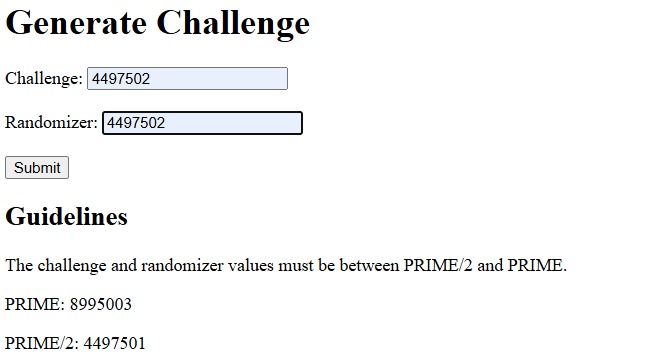 Generate Challenge
Challenge: 4497502
Randomizer: 4497502
Submit
Guidelines
The challenge and randomizer values must be between PRIME/2 and PRIME.
PRIME: 8995003
PRIME/2: 4497501